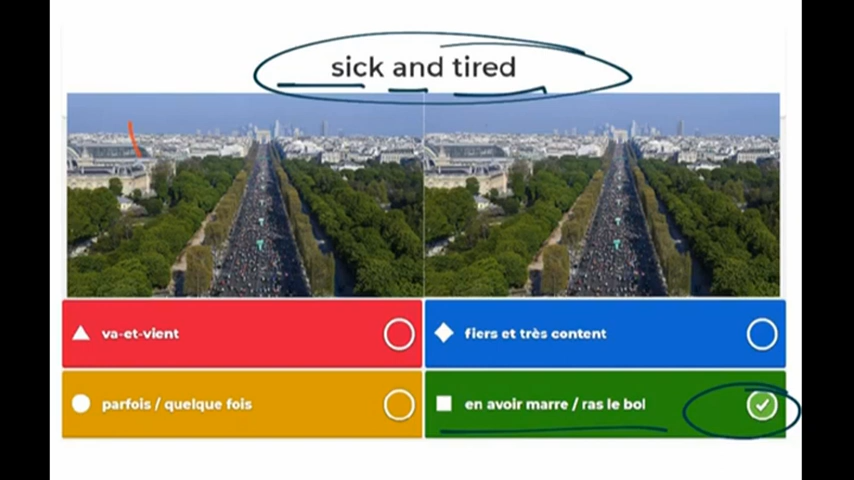 sick and tired
va-et-vient
fiers et très content
parfois / quelque fois
en avoir marre / ras le bol